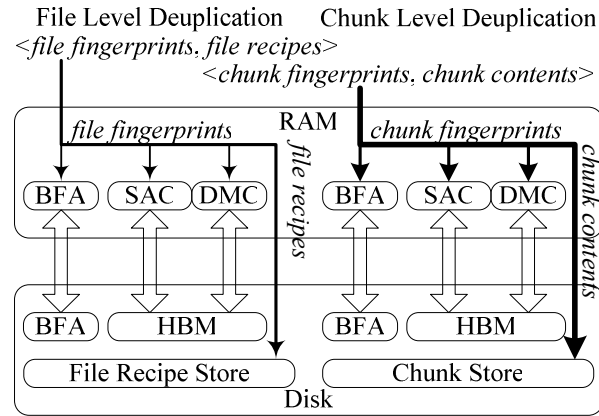 File Level Deuplication
<file fingerprints, file recipes>
Chunk Level Deuplication
<chunk fingerprints, chunk contents>
RAM
file fingerprints
file recipes
chunk fingerprints
chunk contents
BFA
SAC
DMC
BFA
SAC
DMC
BFA
HBM
BFA
HBM
File Recipe Store
Chunk Store
Disk